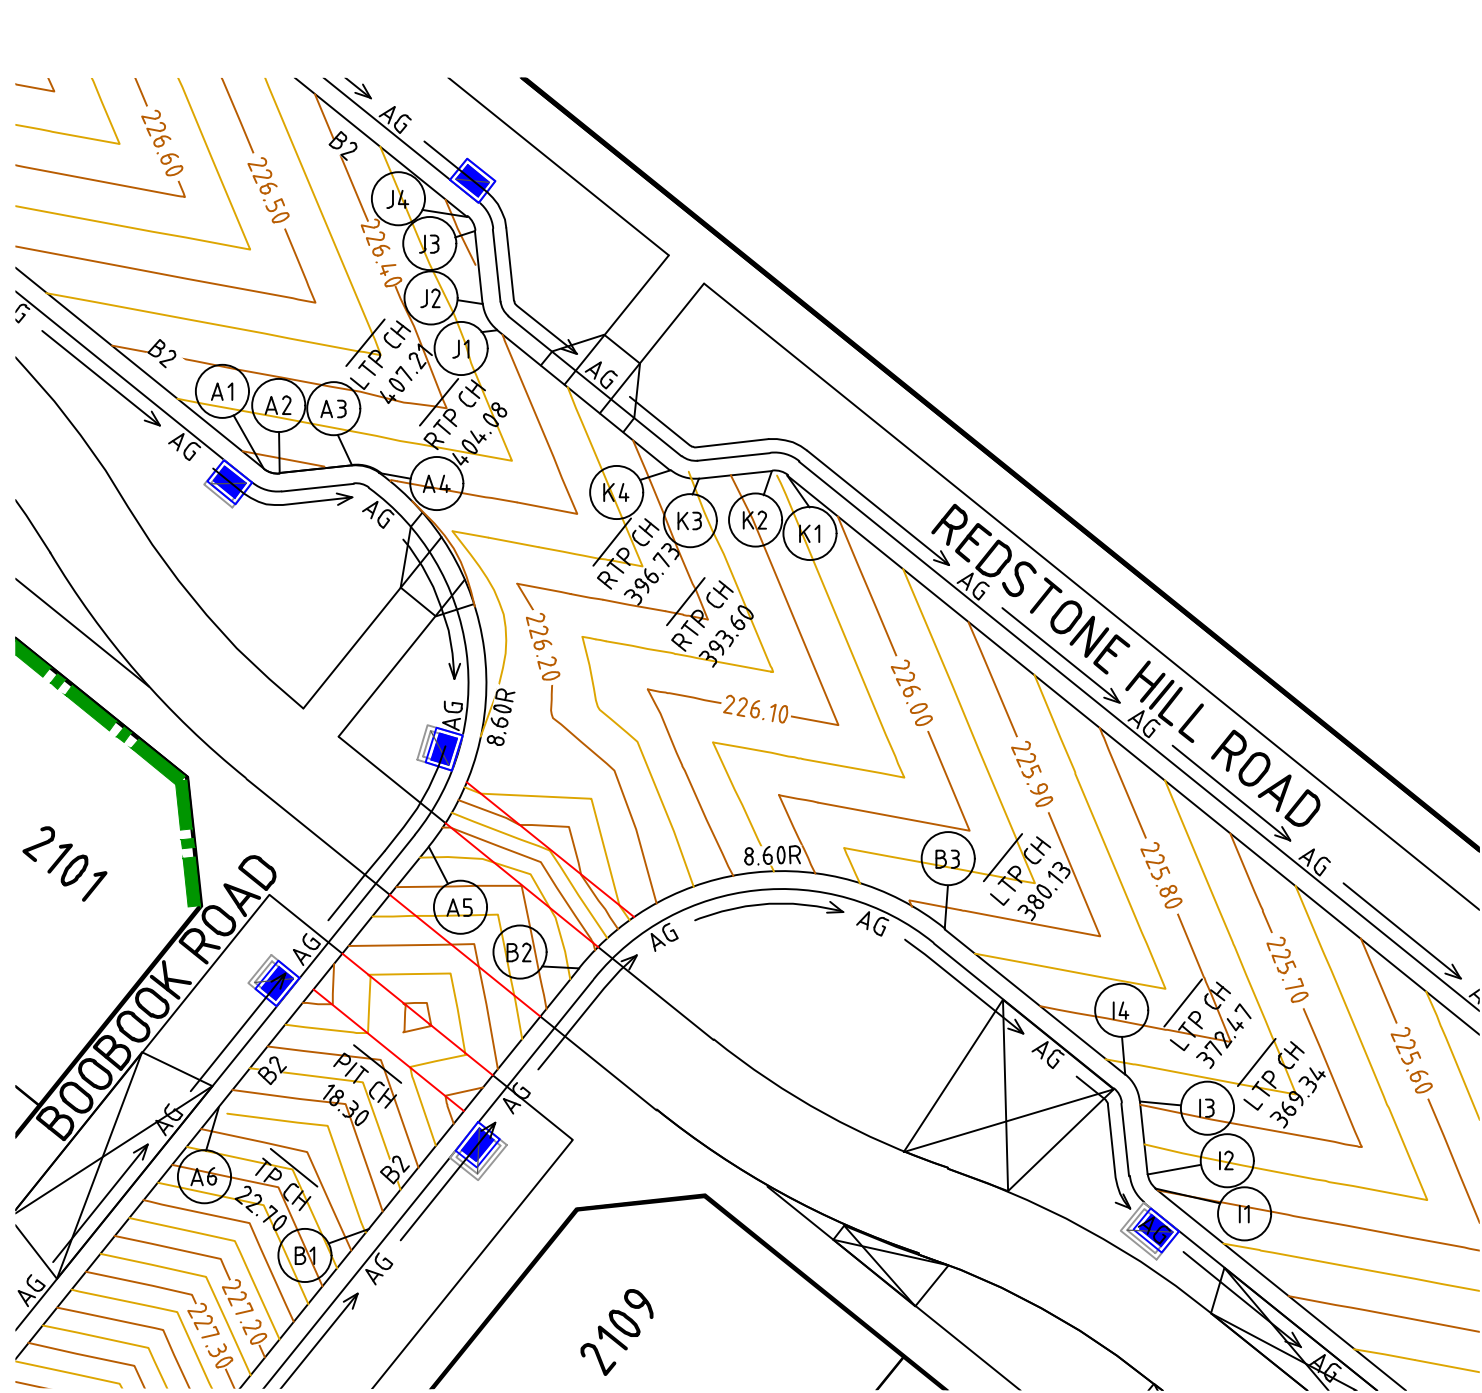 AG
226.60
B2
226.50
J4
J3
226.40
J2
G
J1
B2
LTP CH
407.21
AG
A1
A2
A3
RTP CH
404.08
AG
A4
AG
K4
K3
K2
K1
RTP CH
396.73
REDSTONE HILL ROAD
AG
RTP CH
393.60
226.20
226.00
226.10
AG
8.60R
AG
225.90
2101
8.60R
B3
LTP CH
380.13
AG
225.80
A5
BOOBOOK ROAD
AG
B2
AG
AG
225.70
A
I4
LTP CH
372.47
AG
225.60
B2
PIT CH
18.30
AG
LTP CH
369.34
I3
AG
B2
I2
A6
TP CH
22.70
I1
B1
AG
AG
AG
227.20
227.30
2109
AG